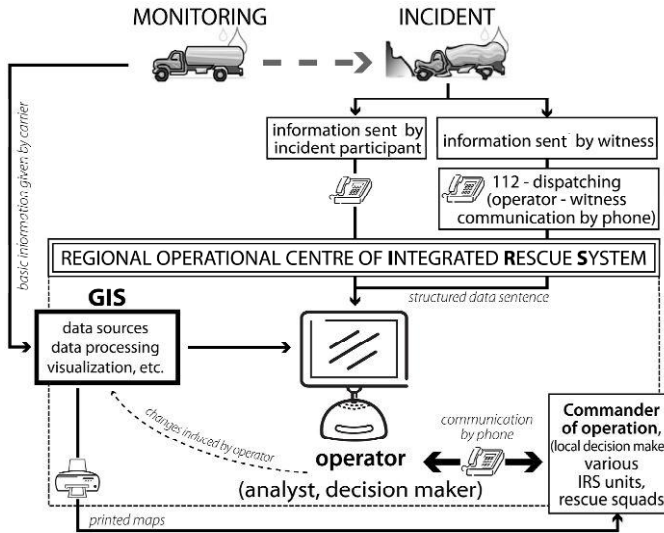 MONITORING
INCIDENT
basic information given by carrier
information sent by
incident participant
information sent by witness
112 - dispatching
(operator - witness
communication by phone)
REGIONAL OPERATIONAL CENTRE OF INTEGRATED RESCUE SYSTEM
structured data sentence
GIS
data sources
data processing
visualization, etc.
changes induced by operator
operator
(analyst, decision maker)
communication
by phone
Commander
of operation,
(local decision make
various
IRS units,
rescue squads
printed maps